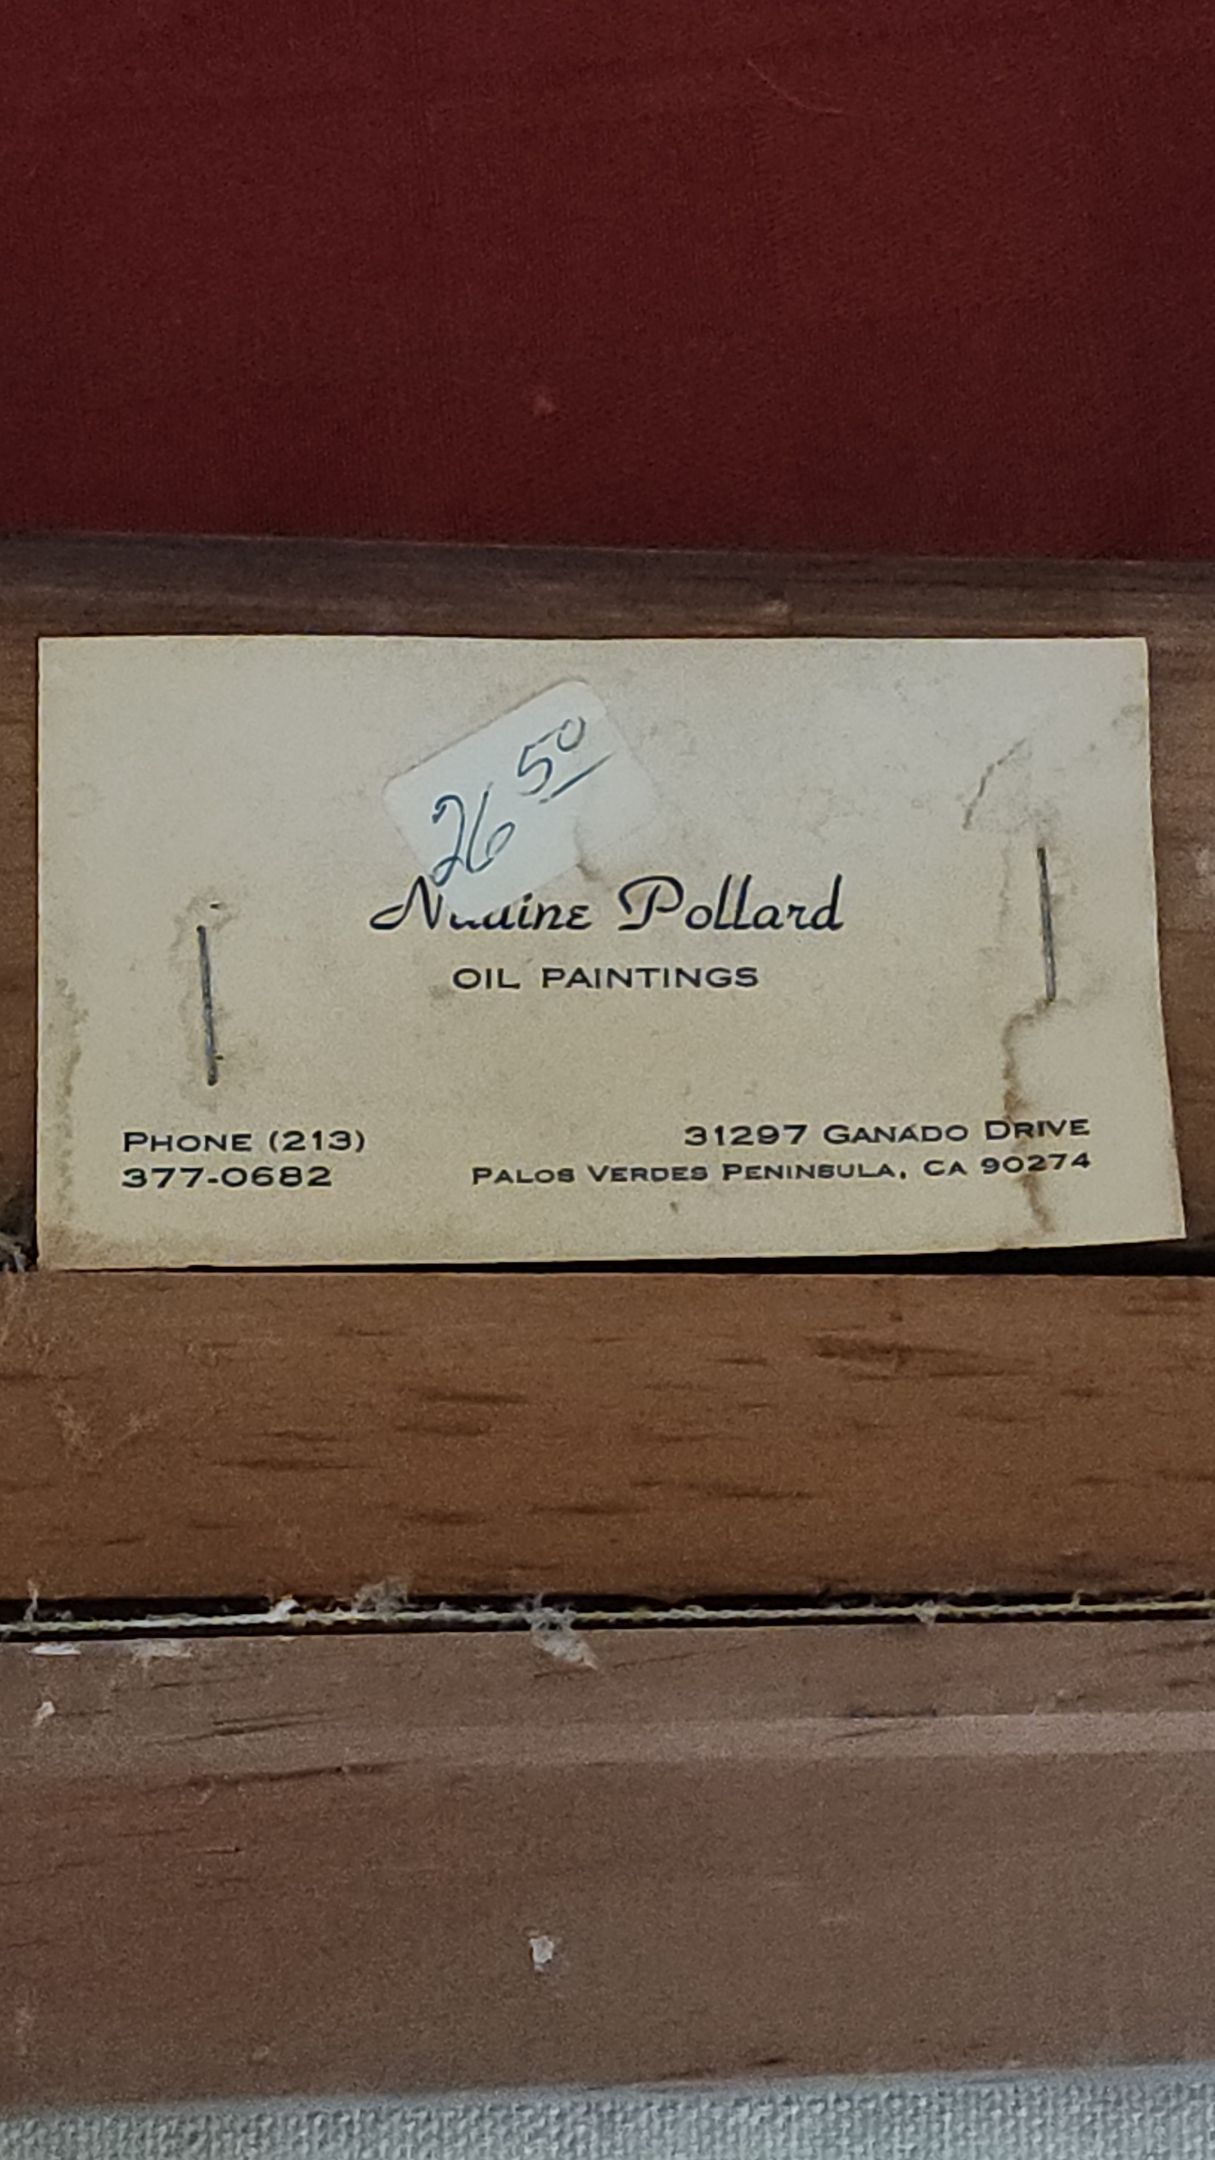 26 50
Pollard
OIL PAINTINGS
PHONE (213)
377-0682
31297 GANADO DRIVE
PALOS VERDES PENINSULA, CA 90274